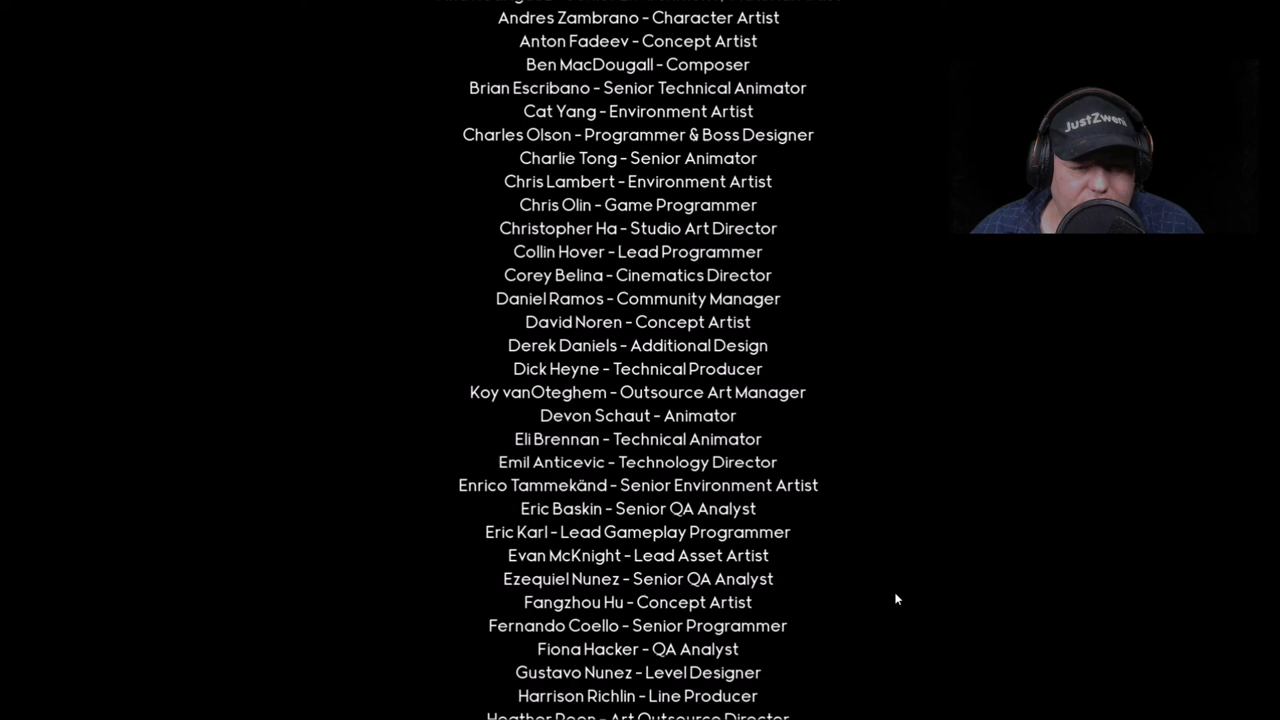 Andres Zambrano - Character Artist
Anton Fadeev - Concept Artist
Ben MacDougall - Composer
Brian Escribano - Senior Technical Animator
Cat Yang - Environment Artist
Charles Olson - Programmer & Boss Designer
Charlie Tong - Senior Animator
Chris Lambert - Environment Artist
Chris Olin - Game Programmer
Christopher Ha - Studio Art Director
Collin Hover - Lead Programmer
Corey Belina - Cinematics Director
Daniel Ramos - Community Manager
David Noren - Concept Artist
Derek Daniels - Additional Design
Dick Heyne - Technical Producer
Koy vanOteghem - Outsource Art Manager
Devon Schaut - Animator
Eli Brennan - Technical Animator
Emil Anticevic - Technology Director
Enrico Tammekänd - Senior Environment Artist
Eric Baskin - Senior QA Analyst
Eric Karl - Lead Gameplay Programmer
Evan McKnight - Lead Asset Artist
Ezequiel Nunez - Senior QA Analyst
Fangzhou Hu - Concept Artist
Fernando Coello - Senior Programmer
Fiona Hacker - QA Analyst
Gustavo Nunez - Level Designer
Harrison Richlin - Line Producer
Art Outsource Director